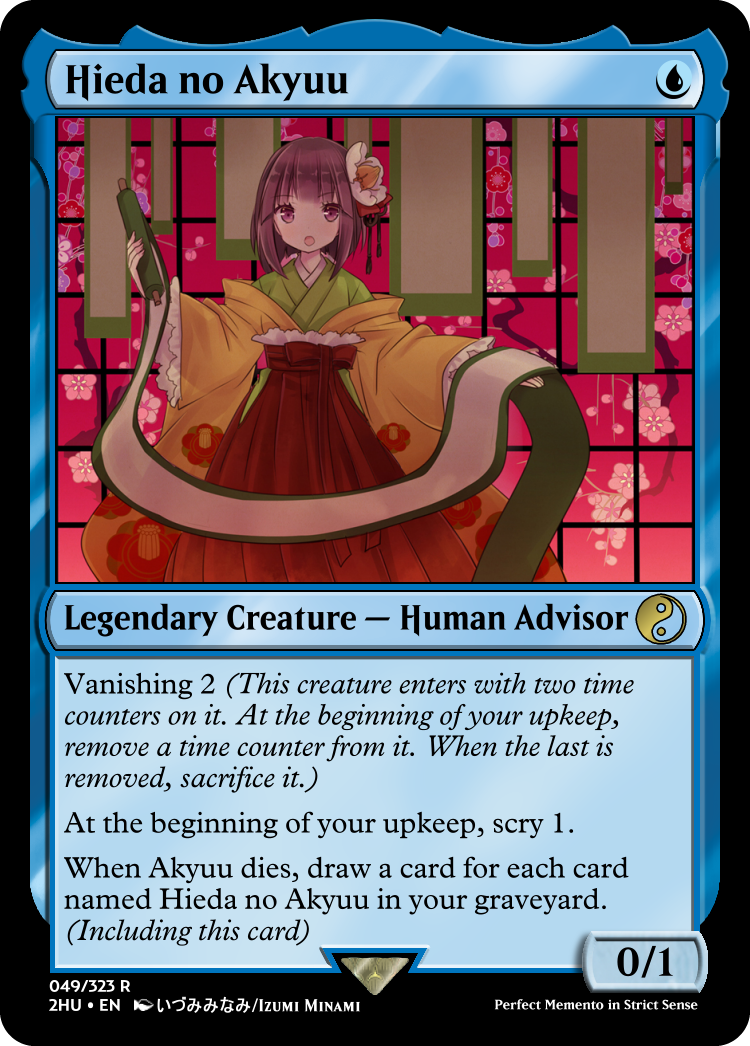 Hieda no Akyuu
Legendary Creature — Human Advisor
Vanishing 2 (This creature enters with two time
counters on it. At the beginning of your upkeep,
remove a time counter from it. When the last is
removed, sacrifice it.)
At the beginning of your upkeep, scry 1.
When Akyuu dies, draw a card for each card
named Hieda no Akyuu in your graveyard.
(Including this card)
0/1
049/323 R
2HU • EN いづみみなみ/Izumi Minami
Perfect Memento in Strict Sense